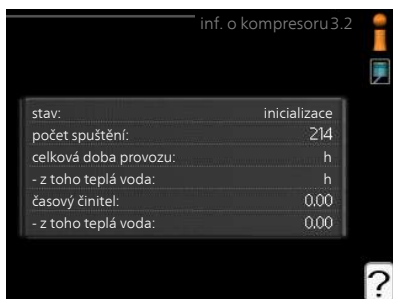 inf. o kompresoru 3.2
stav: inicializace
počet spuštění: 214
celková doba provozu: h
- z toho teplá voda: h
časový činitel: 0.00
- z toho teplá voda: 0.00
?